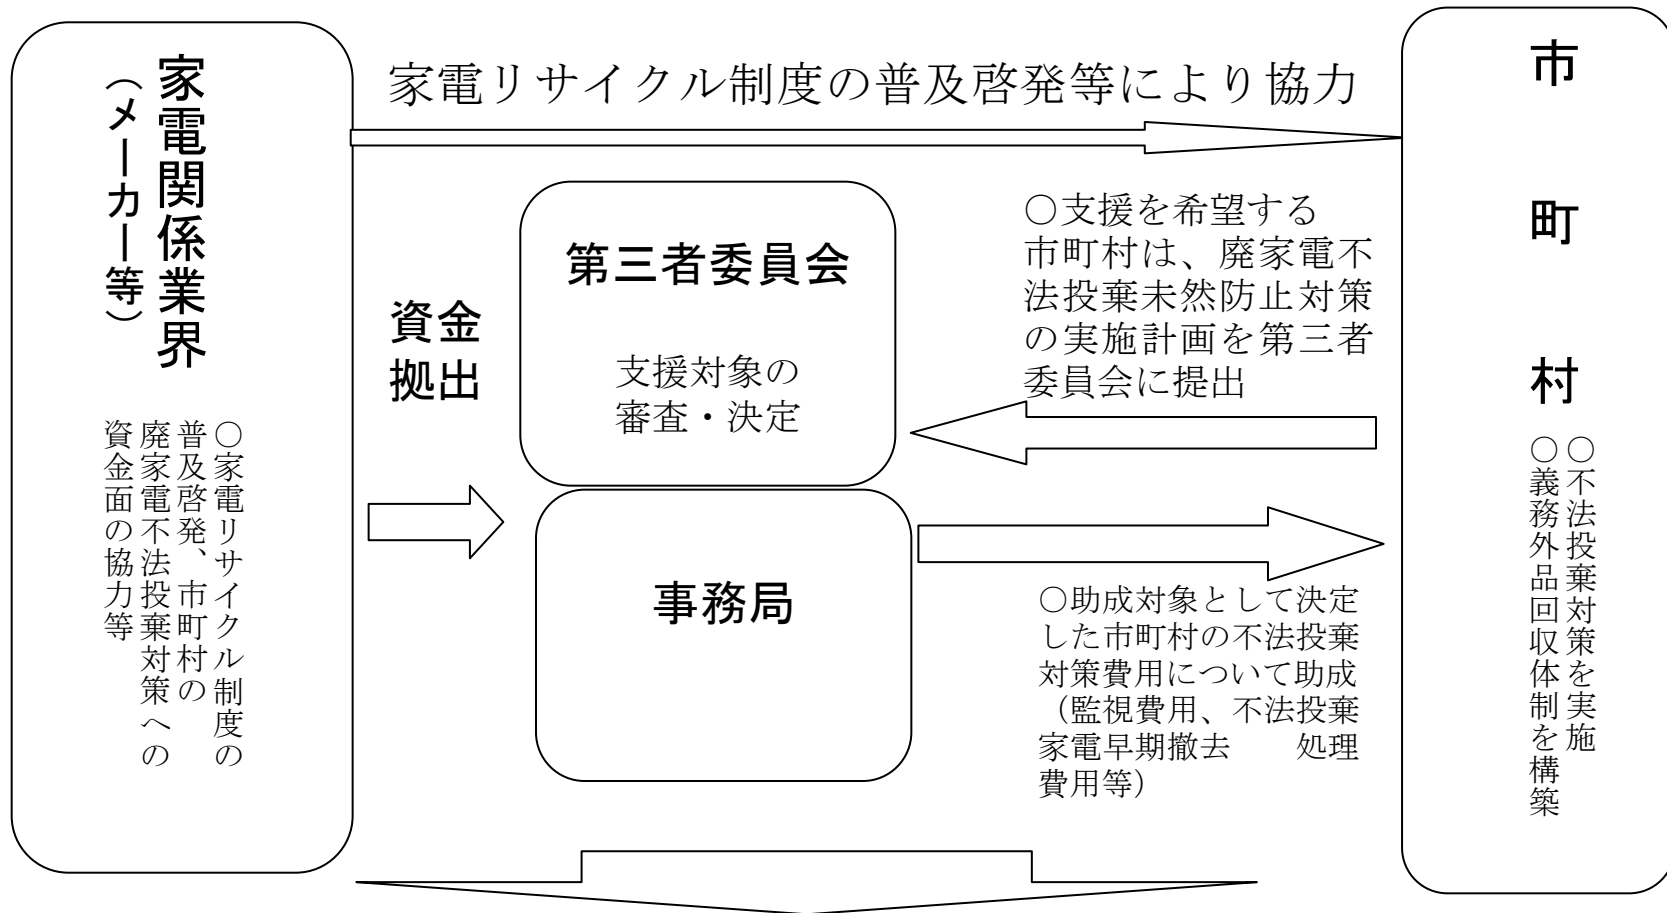 家電関係業界
（メーカー等）
○家電リサイクル制度の
普及啓発、市町村の
廃家電不法投棄対策への
資金面の協力等
家電リサイクル制度の普及啓発等により協力
資金
拠出
第三者委員会
支援対象の
審査・決定
事務局
○支援を希望する
市町村は、廃家電不
法投棄未然防止対策
の実施計画を第三者
委員会に提出
○助成対象として決定
した市町村の不法投棄
対策費用について助成
（監視費用、不法投棄
家電早期撤去　処理
費用等）
市町村
○不法投棄対策を実施
○義務外品回収体制を構築